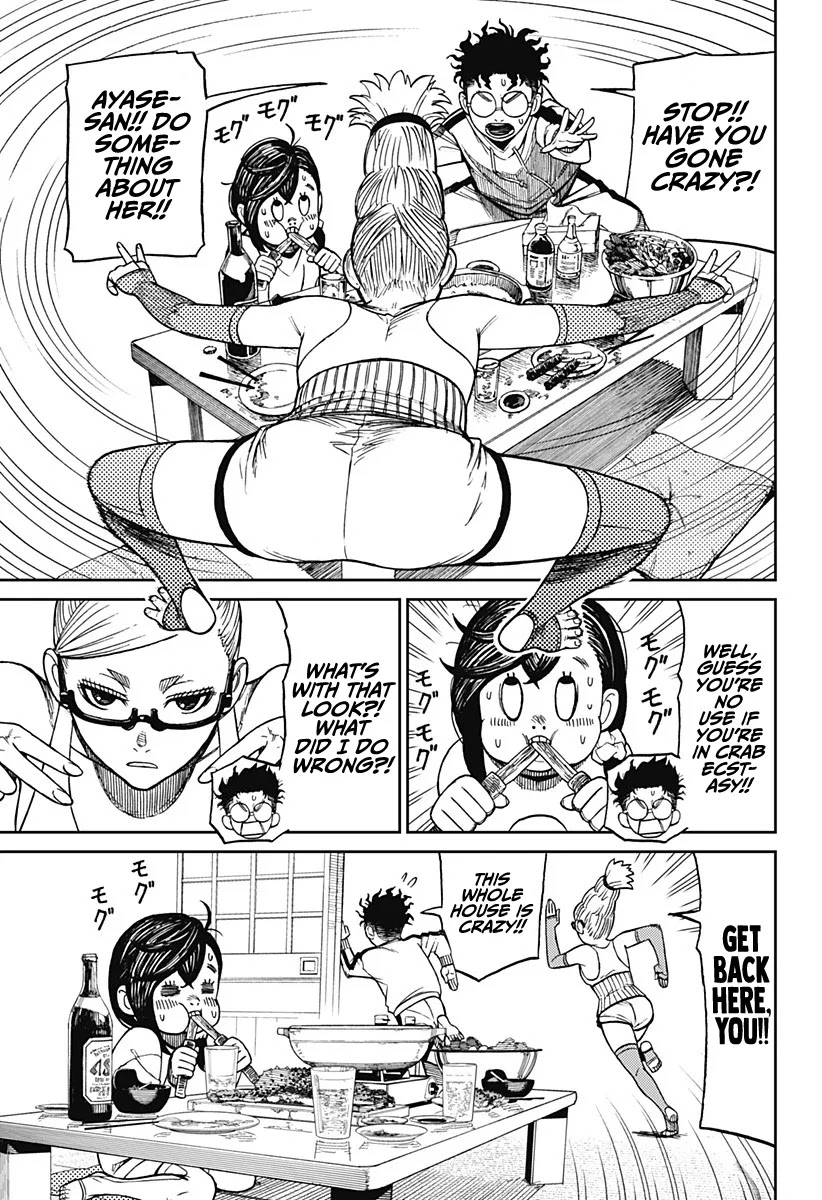 STOP!!
HAVE YOU
GONE
CRAZY?!
AYASE-
SAN!! DO
SOME-
THING
ABOUT
HER!!
モグ
モグ
モグ
WELL,
GUESS
YOU'RE
NO
USE IF
YOU'RE
IN CRAB
ECST-
ASY!!
モグ
モグ
モグ
WHAT'S
WITH THAT
LOOK?!
WHAT
DID I DO
WRONG?!
GET
BACK
HERE,
YOU!!
THIS
WHOLE
HOUSE IS
CRAZY!!
モグ
モグ